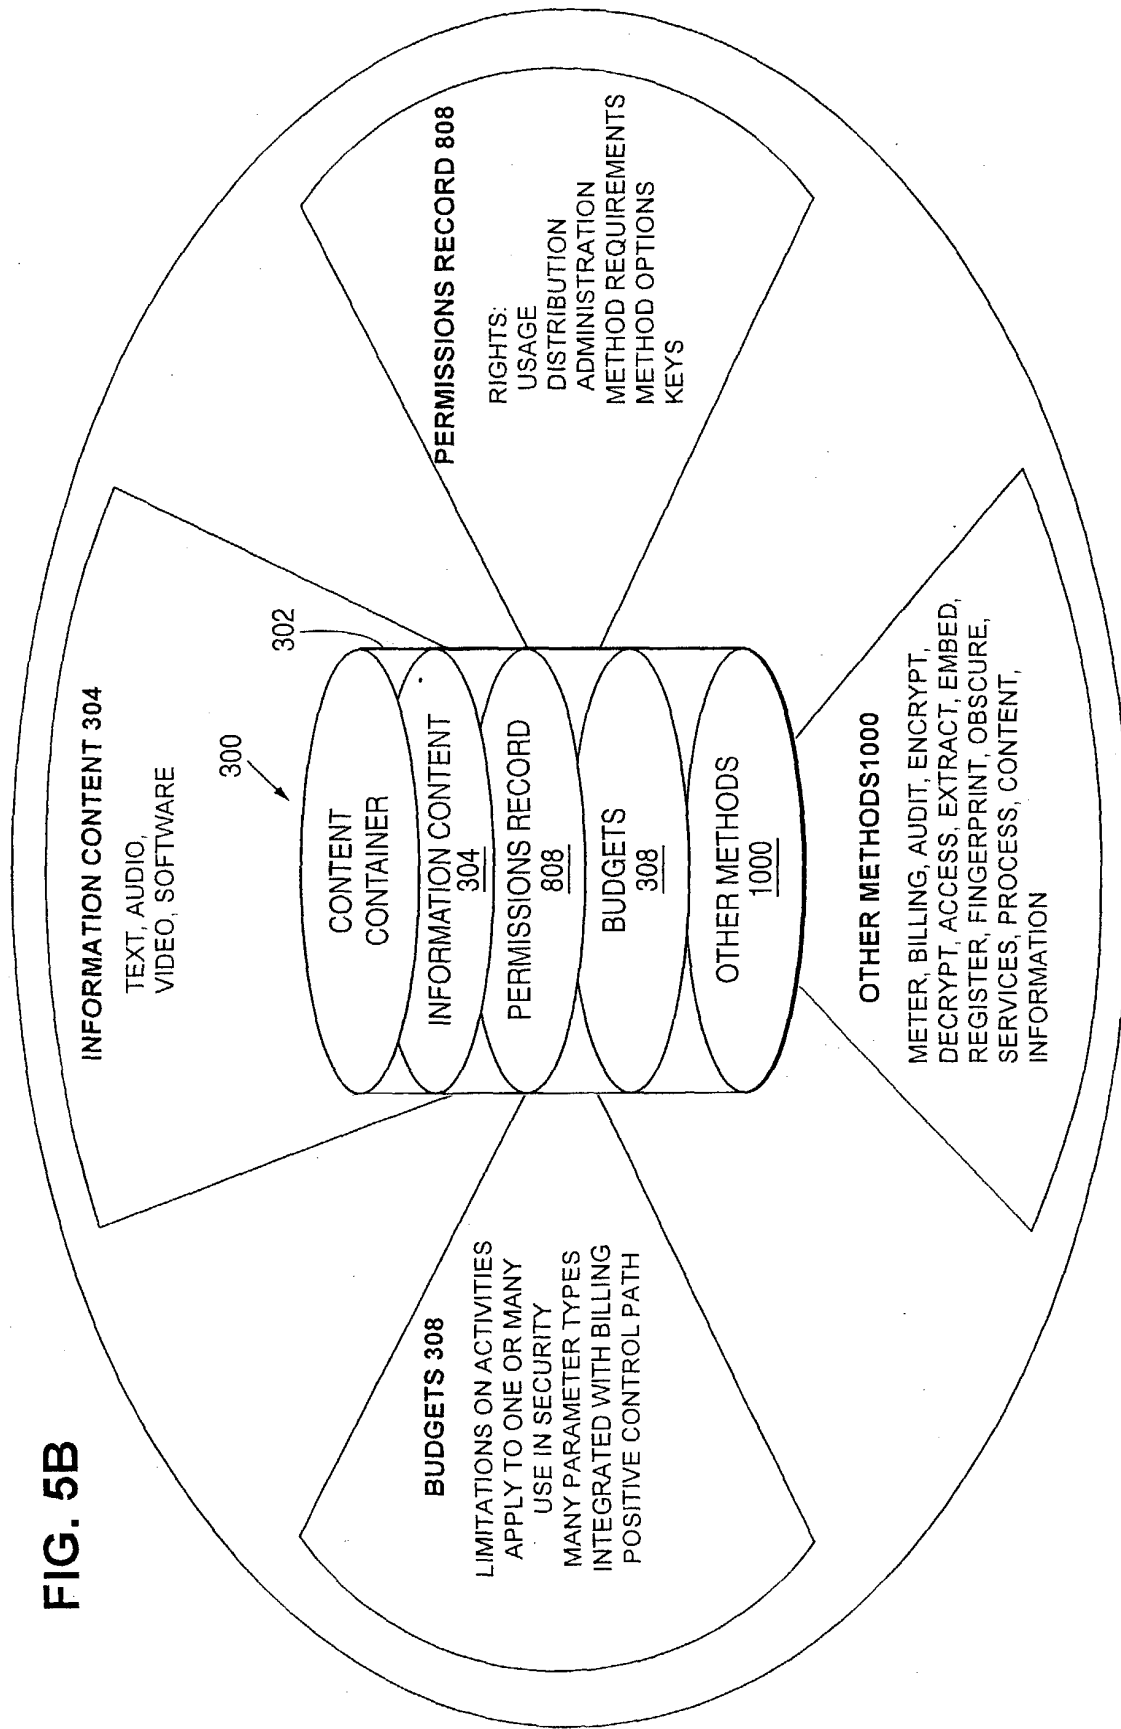 FIG. 5B
INFORMATION CONTENT 304
TEXT, AUDIO,
VIDEO, SOFTWARE
300
302
CONTENT
CONTAINER
INFORMATION CONTENT
304
PERMISSIONS RECORD
808
BUDGETS
308
OTHER METHODS
1000
BUDGETS 308
LIMITATIONS ON ACTIVITIES
APPLY TO ONE OR MANY
USE IN SECURITY
MANY PARAMETER TYPES
INTEGRATED WITH BILLING
POSITIVE CONTROL PATH
PERMISSIONS RECORD 808
RIGHTS:
USAGE
DISTRIBUTION
ADMINISTRATION
METHOD REQUIREMENTS
METHOD OPTIONS
KEYS
OTHER METHODS1000
METER, BILLING, AUDIT, ENCRYPT,
DECRYPT, ACCESS, EXTRACT, EMBED,
REGISTER, FINGERPRINT, OBSCURE,
SERVICES, PROCESS, CONTENT,
INFORMATION